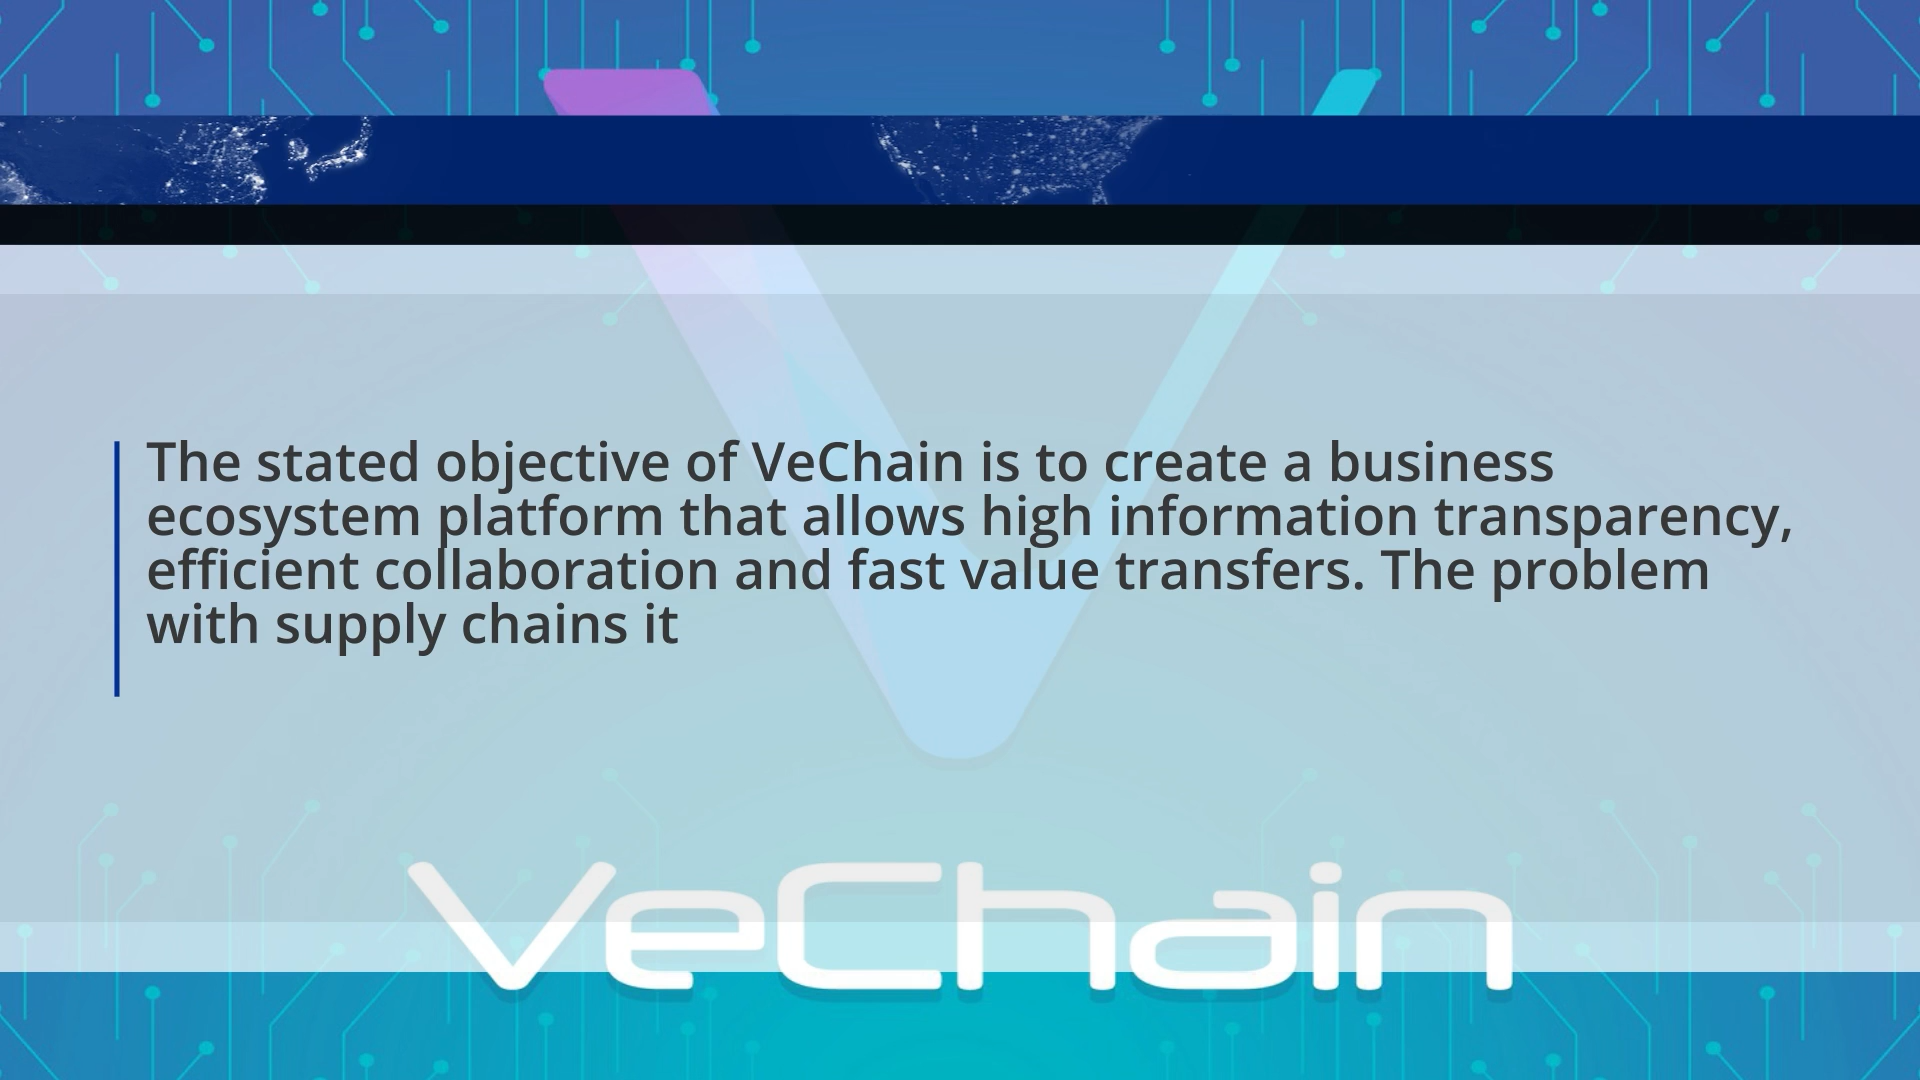 The stated objective of VeChain is to create a business
ecosystem platform that allows high information transparency,
efficient collaboration and fast value transfers. The problem
with supply chains it
VeChain